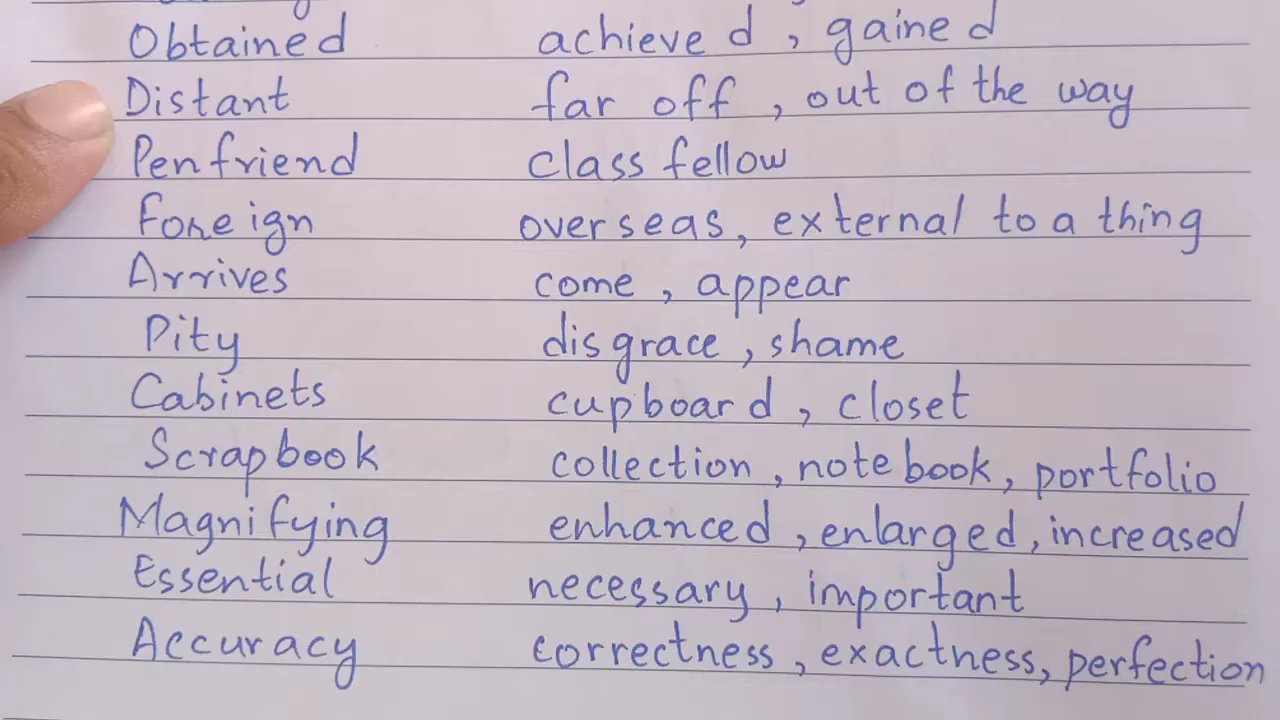 Obtained achieved, gained
Distant far off, out of the way
Penfriend class fellow
Foreign overseas, external to a thing
Arrives come, appear
Pity disgrace, shame
Cabinets cupboard, closet
Scrapbook collection, notebook, portfolio
Magnifying enhanced, enlarged, increased
Essential necessary, important
Accuracy correctness, exactness, perfection